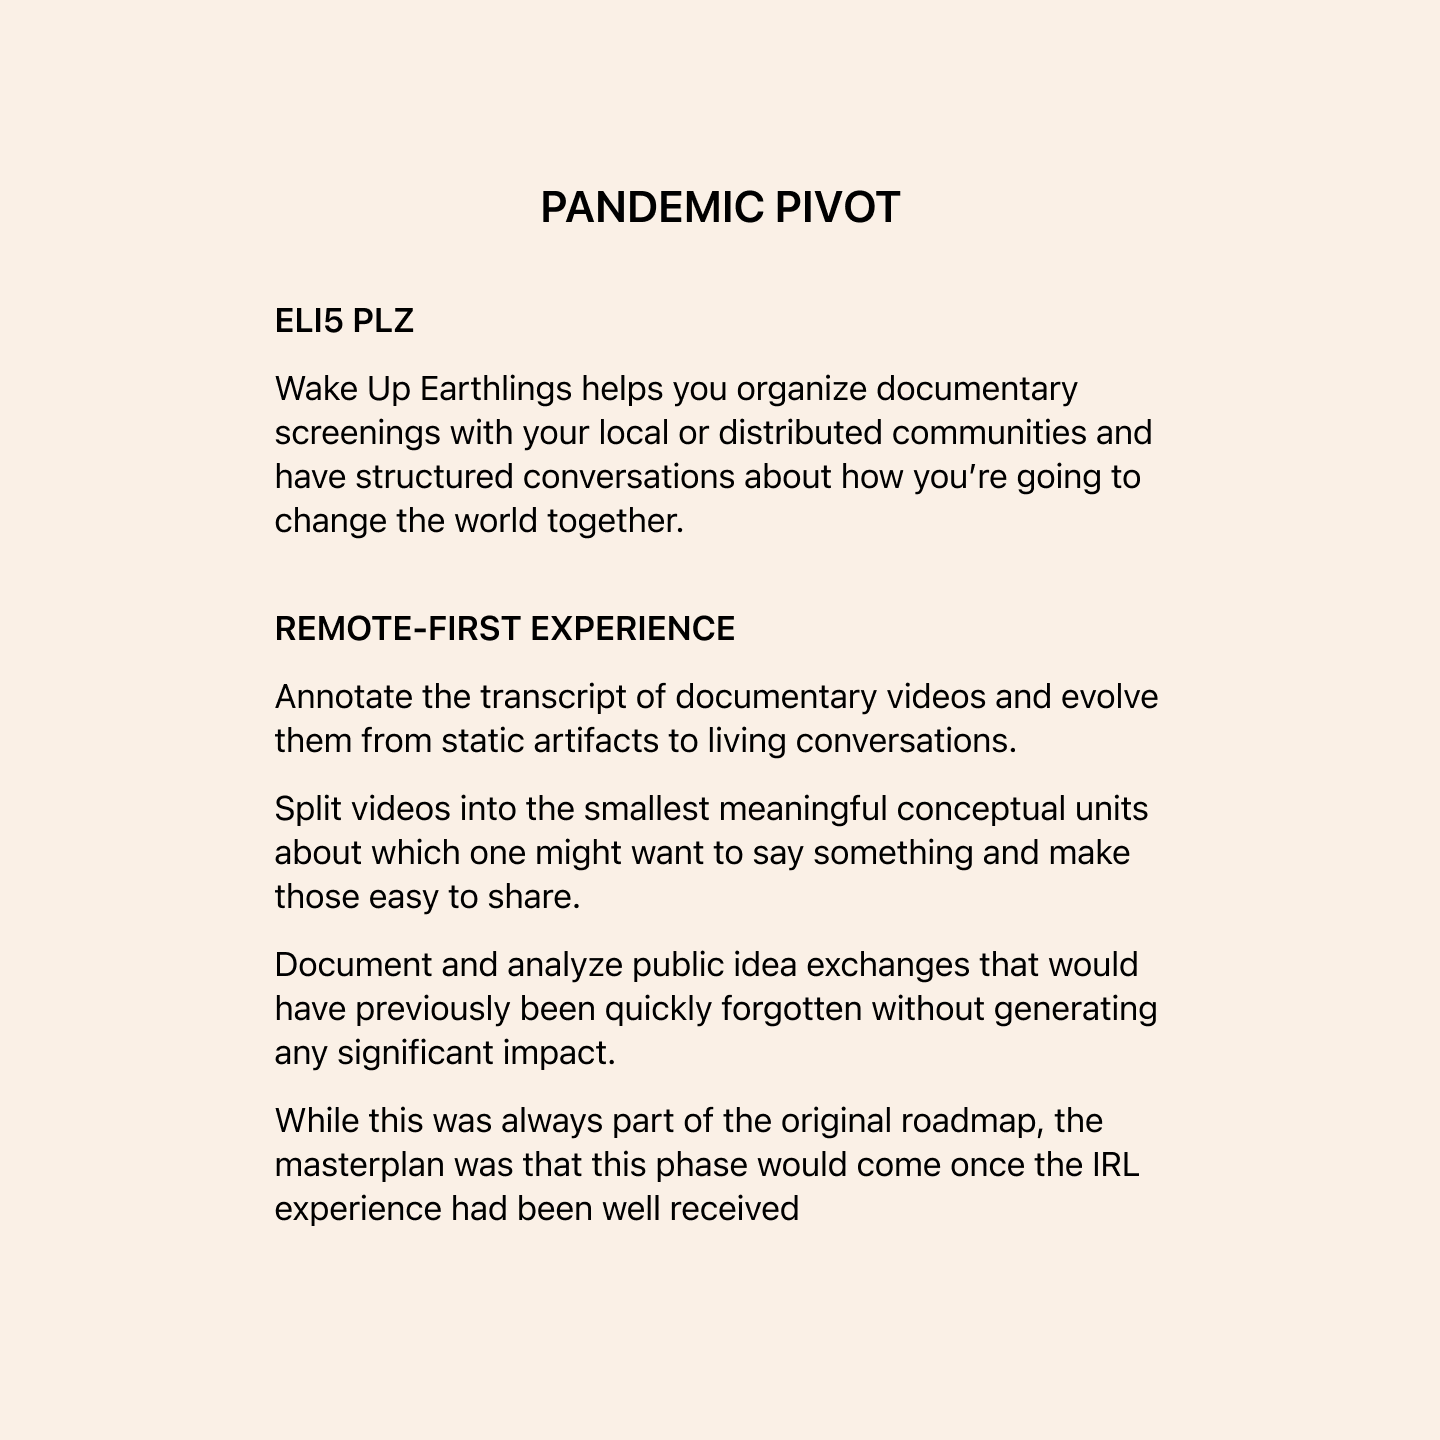 PANDEMIC PIVOT
ELI5 PLZ
Wake Up Earthlings helps you organize documentary
screenings with your local or distributed communities and
have structured conversations about how you’re going to
change the world together.
REMOTE-FIRST EXPERIENCE
Annotate the transcript of documentary videos and evolve
them from static artifacts to living conversations.
Split videos into the smallest meaningful conceptual units
about which one might want to say something and make
those easy to share.
Document and analyze public idea exchanges that would
have previously been quickly forgotten without generating
any significant impact.
While this was always part of the original roadmap, the
masterplan was that this phase would come once the IRL
experience had been well received